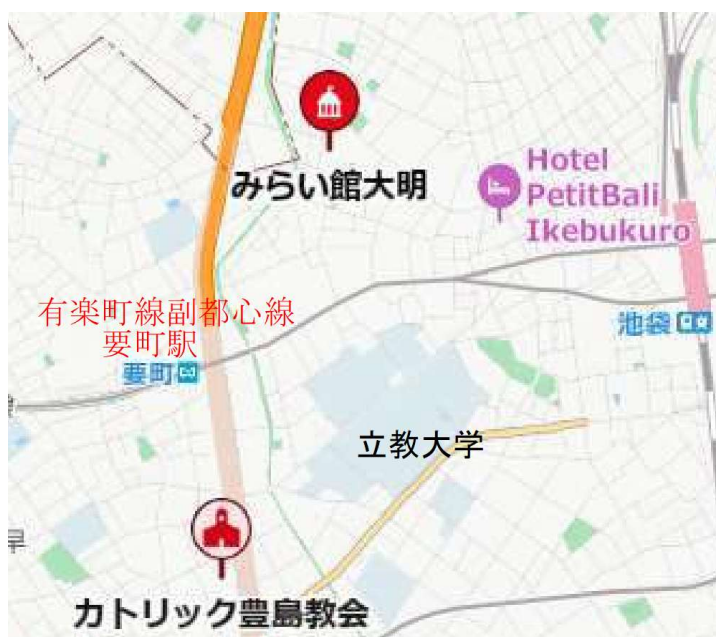 みらい館大明
Hotel
PetitBali
Ikebukuro
有楽町線副都心線
要町駅
池袋
要町
立教大学
早
カトリック豊島教会